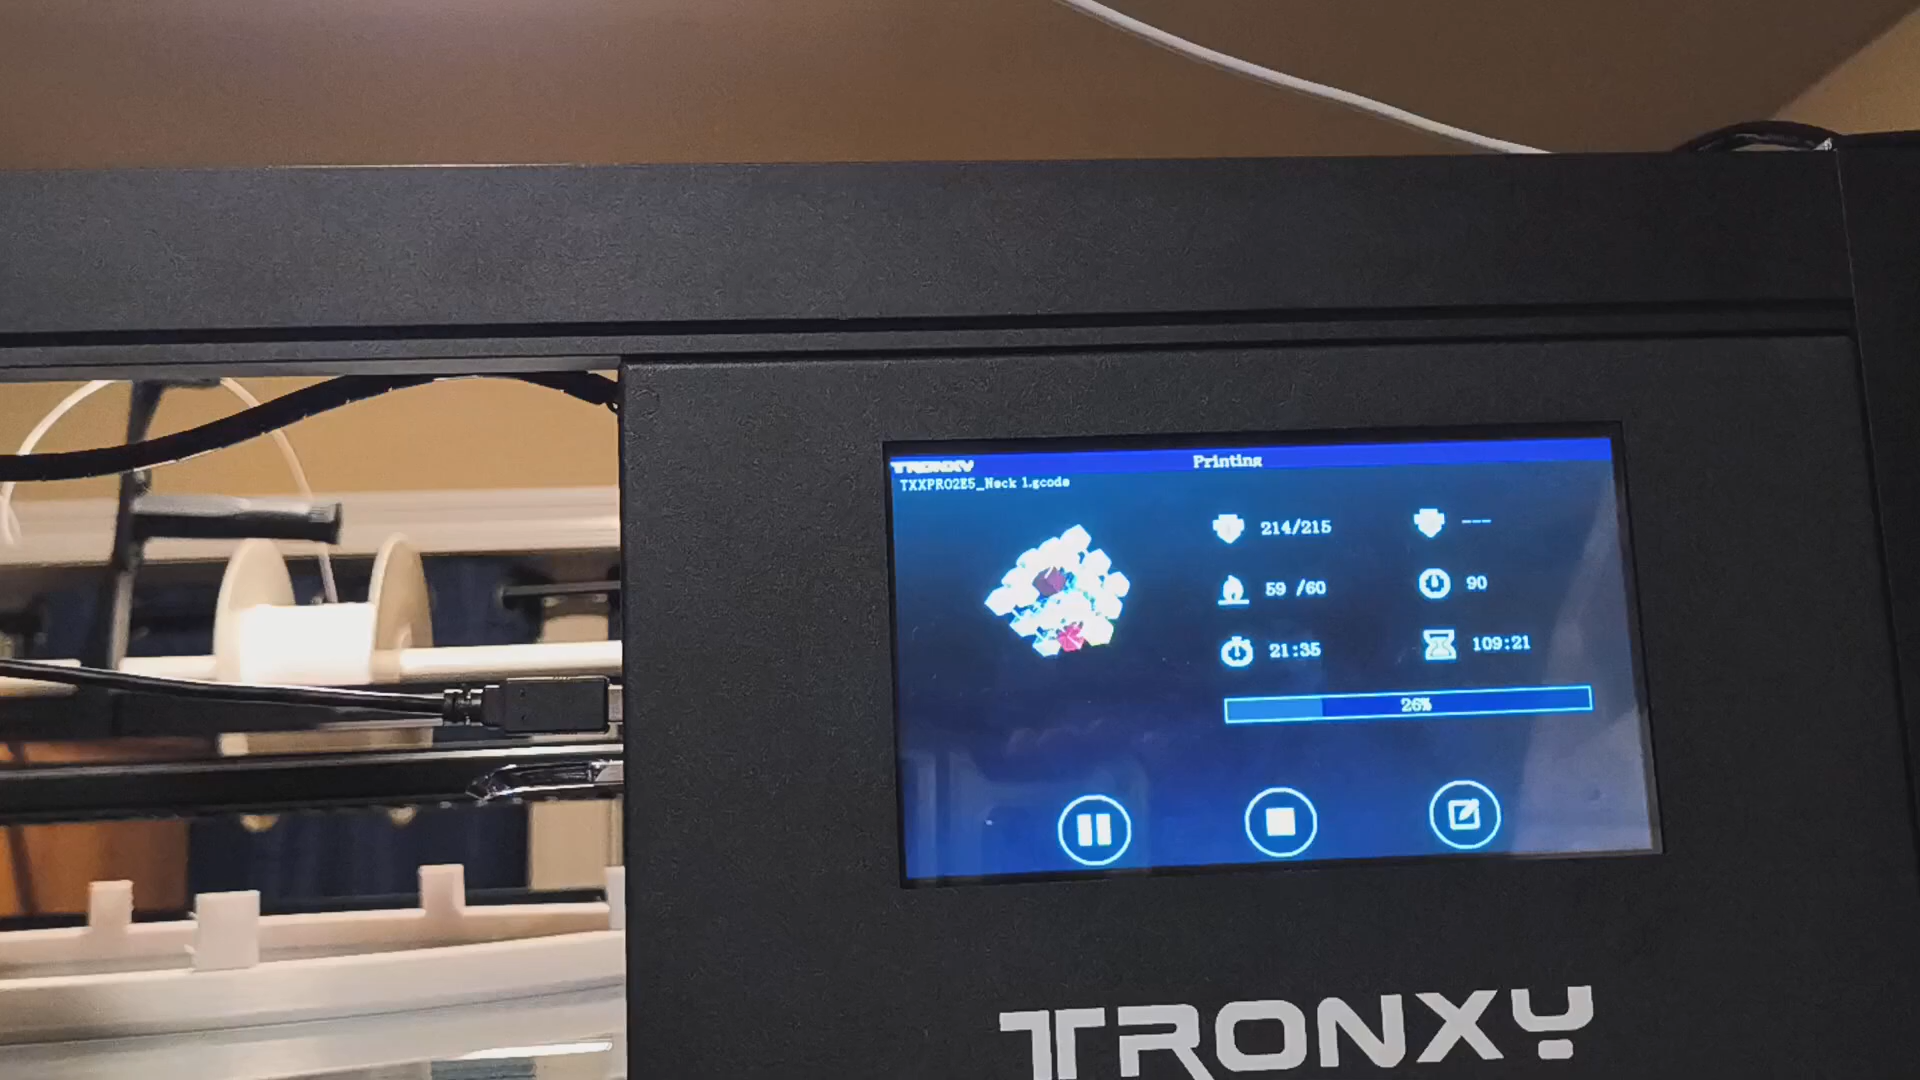 TRONXY
Printing
TXXPRO2E5_Neck 1.gcode
214/215
---
59 /60
90
21:35
109:21
26%
TRONXY